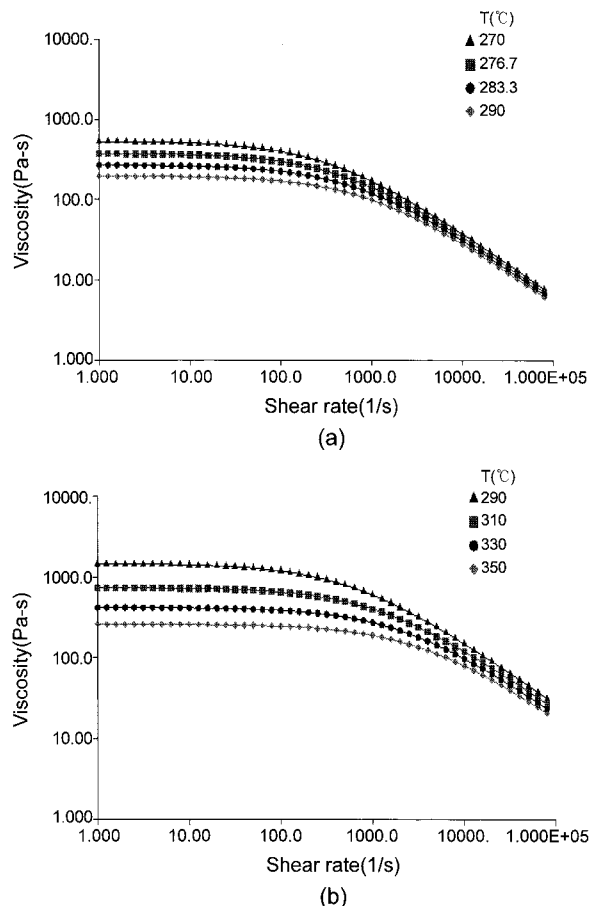 T(℃)
270
276.7
283.3
290
10000.
1000.0
100.0
10.00
1.000
Viscosity(Pa-s)
1.000 10.00 100.0 1000.0 10000. 1.000E+05
Shear rate(1/s)
(a)
T(℃)
290
310
330
350
10000.
1000.0
100.0
10.00
1.000
Viscosity(Pa-s)
1.000 10.00 100.0 1000.0 10000. 1.000E+05
Shear rate(1/s)
(b)